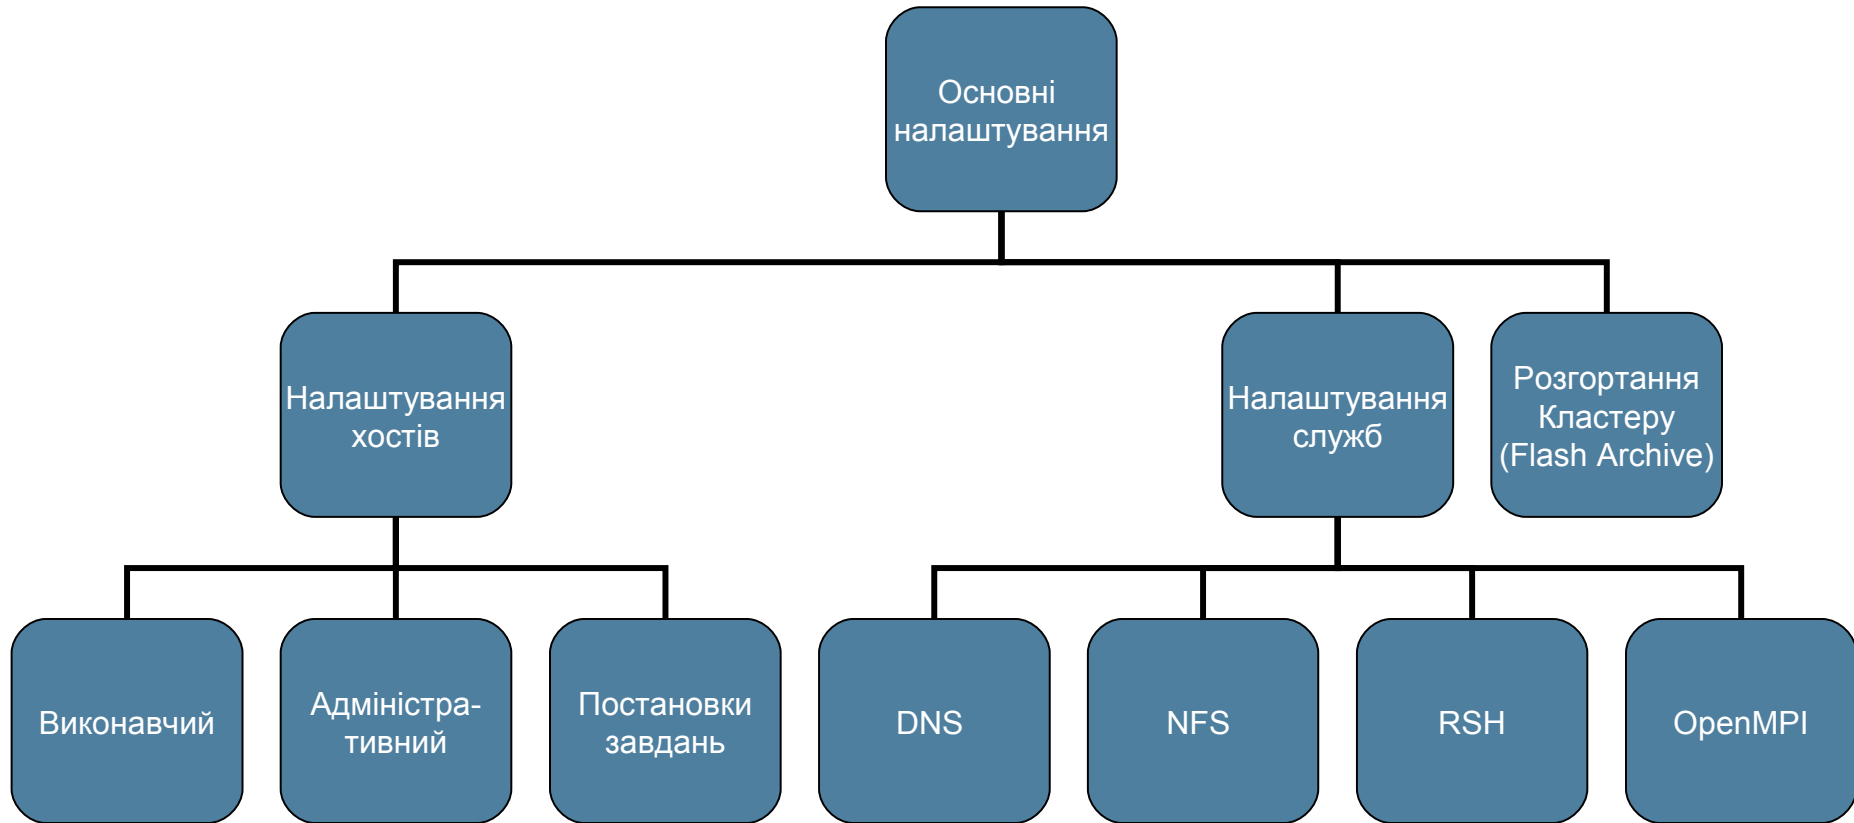 Основні
налаштування
Налаштування
хостів
Налаштування
служб
Розгортання
Кластеру
(Flash Archive)
Виконавчий
Адміністра-
тивний
Постановки
завдань
DNS
NFS
RSH
OpenMPI